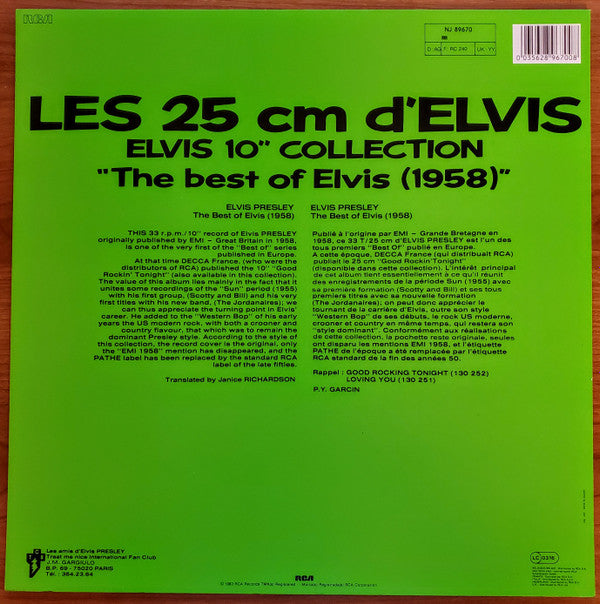 RCA
NJ 89670
D: AG F: RC 240 UK: YY
0 035628 967008
LES 25 cm d'ELVIS
ELVIS 10" COLLECTION
"The best of Elvis (1958)"
ELVIS PRESLEY
The Best of Elvis (1958)
THIS 33 r.p.m./10" record of Elvis PRESLEY
originally published by EMI – Great Britain in 1958,
is one of the very first of the "Best of" series
published in Europe.
At that time DECCA France, (who were the
distributors of RCA) published the 10" "Good
Rockin' Tonight" (also available in this collection).
The value of this album lies mainly in the fact that it
unites some recordings of the "Sun" period (1955)
with his first group, (Scotty and Bill) and his very
first titles with his new band, (The Jordanaires); we
can thus appreciate the turning point in Elvis'
career. He added to the "Western Bop" of his early
years the US modern rock, with both a crooner and
country flavour, that which was to remain the
dominant Presley style. According to the style of
this collection, the record cover is the original, only
the "EMI 1958" mention has disappeared, and the
PATHE label has been replaced by the standard RCA
label of the late fifties.
Translated by Janice RICHARDSON
ELVIS PRESLEY
The Best of Elvis (1958)
Publié à l'origine par EMI – Grande Bretagne en
1958, ce 33 T/25 cm d'ELVIS PRESLEY est l'un des
tous premiers "Best Of" publié en Europe.
A cette époque, DECCA France (qui distribuait RCA)
publiait le 25 cm "Good Rockin'Tonight"
(disponible dans cette collection). L'intérêt principal
de cet album tient essentiellement à ce qu'il réunit
des enregistrements de la période Sun (1955) avec
sa première formation (Scotty and Bill) et ses tous
premiers titres avec sa nouvelle formation
(The Jordanaires); on peut donc apprécier le
tournant de la carrière d'Elvis, outre son style
"Western Bop" de ses débuts, le rock US moderne,
crooner et country en même temps, qui restera son
"style dominant". Conformément aux réalisations
de cette collection, la pochette reste originale, seules
ont disparu les mentions EMI 1958, et l'étiquette
PATHE de l'époque a été remplacée par l'étiquette
RCA standard de la fin des années 50.
Rappel : GOOD ROCKING TONIGHT (130 252)
LOVING YOU (130 251)
P.Y. GARCIN
Les amis d'Elvis PRESLEY
Treat me nice International Fan Club
J.M. GARGIULO
B.P. 69 - 75020 PARIS
Tél. : 364.23.64
RCA
LC 0316